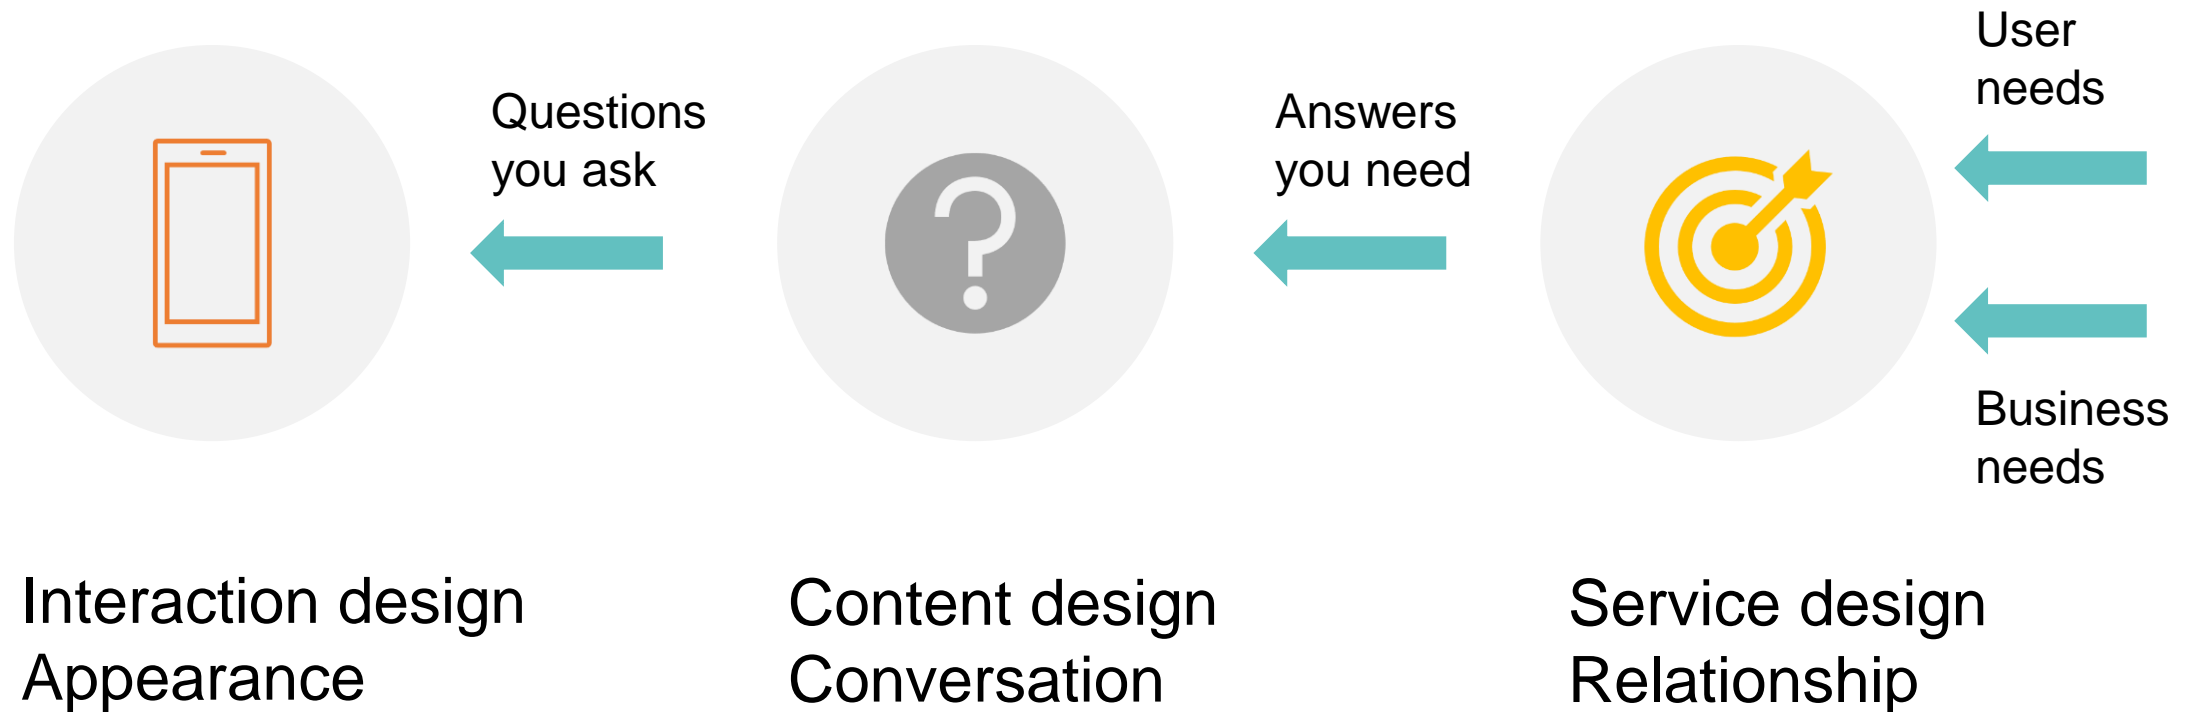 Questions
you ask
Answers
you need
User
needs
Business
needs
Interaction design
Appearance
Content design
Conversation
Service design
Relationship